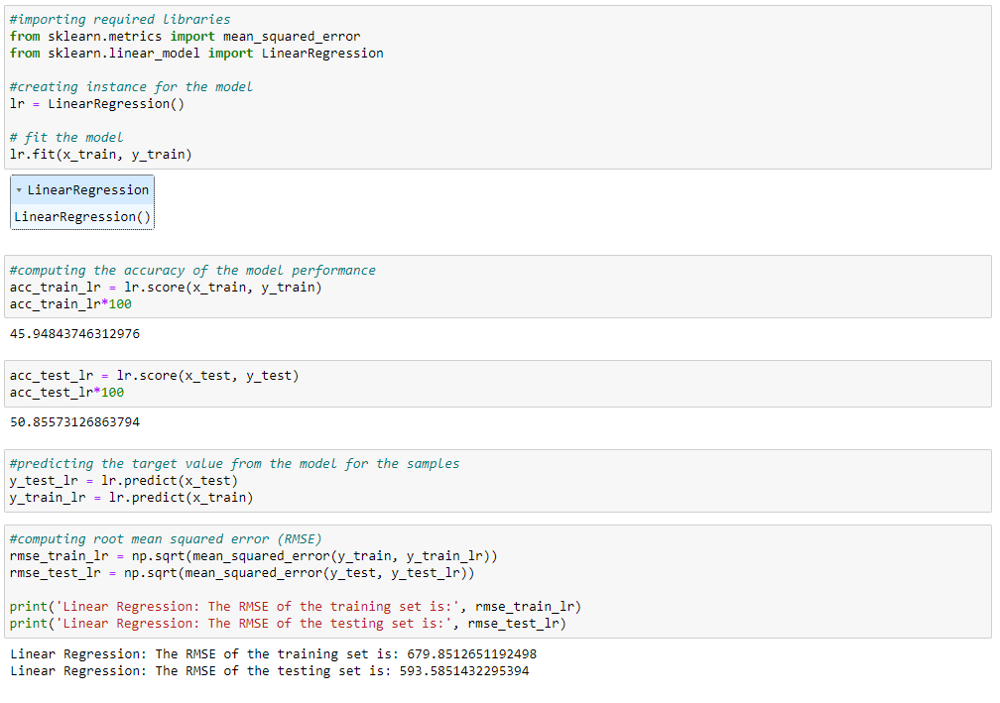 #importing required libraries
from sklearn.metrics import mean_squared_error
from sklearn.linear_model import LinearRegression
#creating instance for the model
lr = LinearRegression()
# fit the model
lr.fit(x_train, y_train)
▾ LinearRegression
LinearRegression()
#computing the accuracy of the model performance
acc_train_lr = lr.score(x_train, y_train)
acc_train_lr*100
45.94843746312976
acc_test_lr = lr.score(x_test, y_test)
acc_test_lr*100
50.85573126863794
#predicting the target value from the model for the samples
y_test_lr = lr.predict(x_test)
y_train_lr = lr.predict(x_train)
#computing root mean squared error (RMSE)
rmse_train_lr = np.sqrt(mean_squared_error(y_train, y_train_lr))
rmse_test_lr = np.sqrt(mean_squared_error(y_test, y_test_lr))
print('Linear Regression: The RMSE of the training set is:', rmse_train_lr)
print('Linear Regression: The RMSE of the testing set is:', rmse_test_lr)
Linear Regression: The RMSE of the training set is: 679.8512651192498
Linear Regression: The RMSE of the testing set is: 593.5851432295394